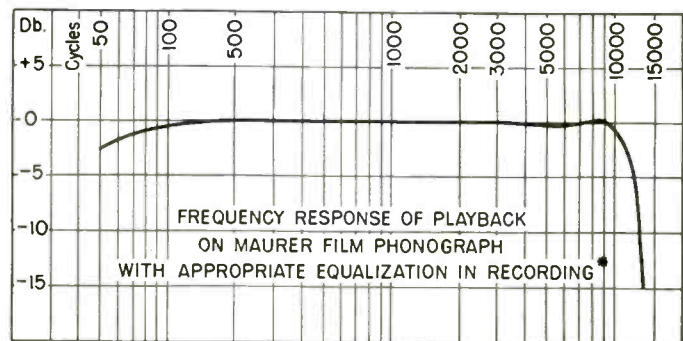 Db.
Cycles
50
100
500
1000
2000
3000
5000
10000
15000
+5
-0
-5
-10
-15
FREQUENCY RESPONSE OF PLAYBACK
ON MAURER FILM PHONOGRAPH
WITH APPROPRIATE EQUALIZATION IN RECORDING *